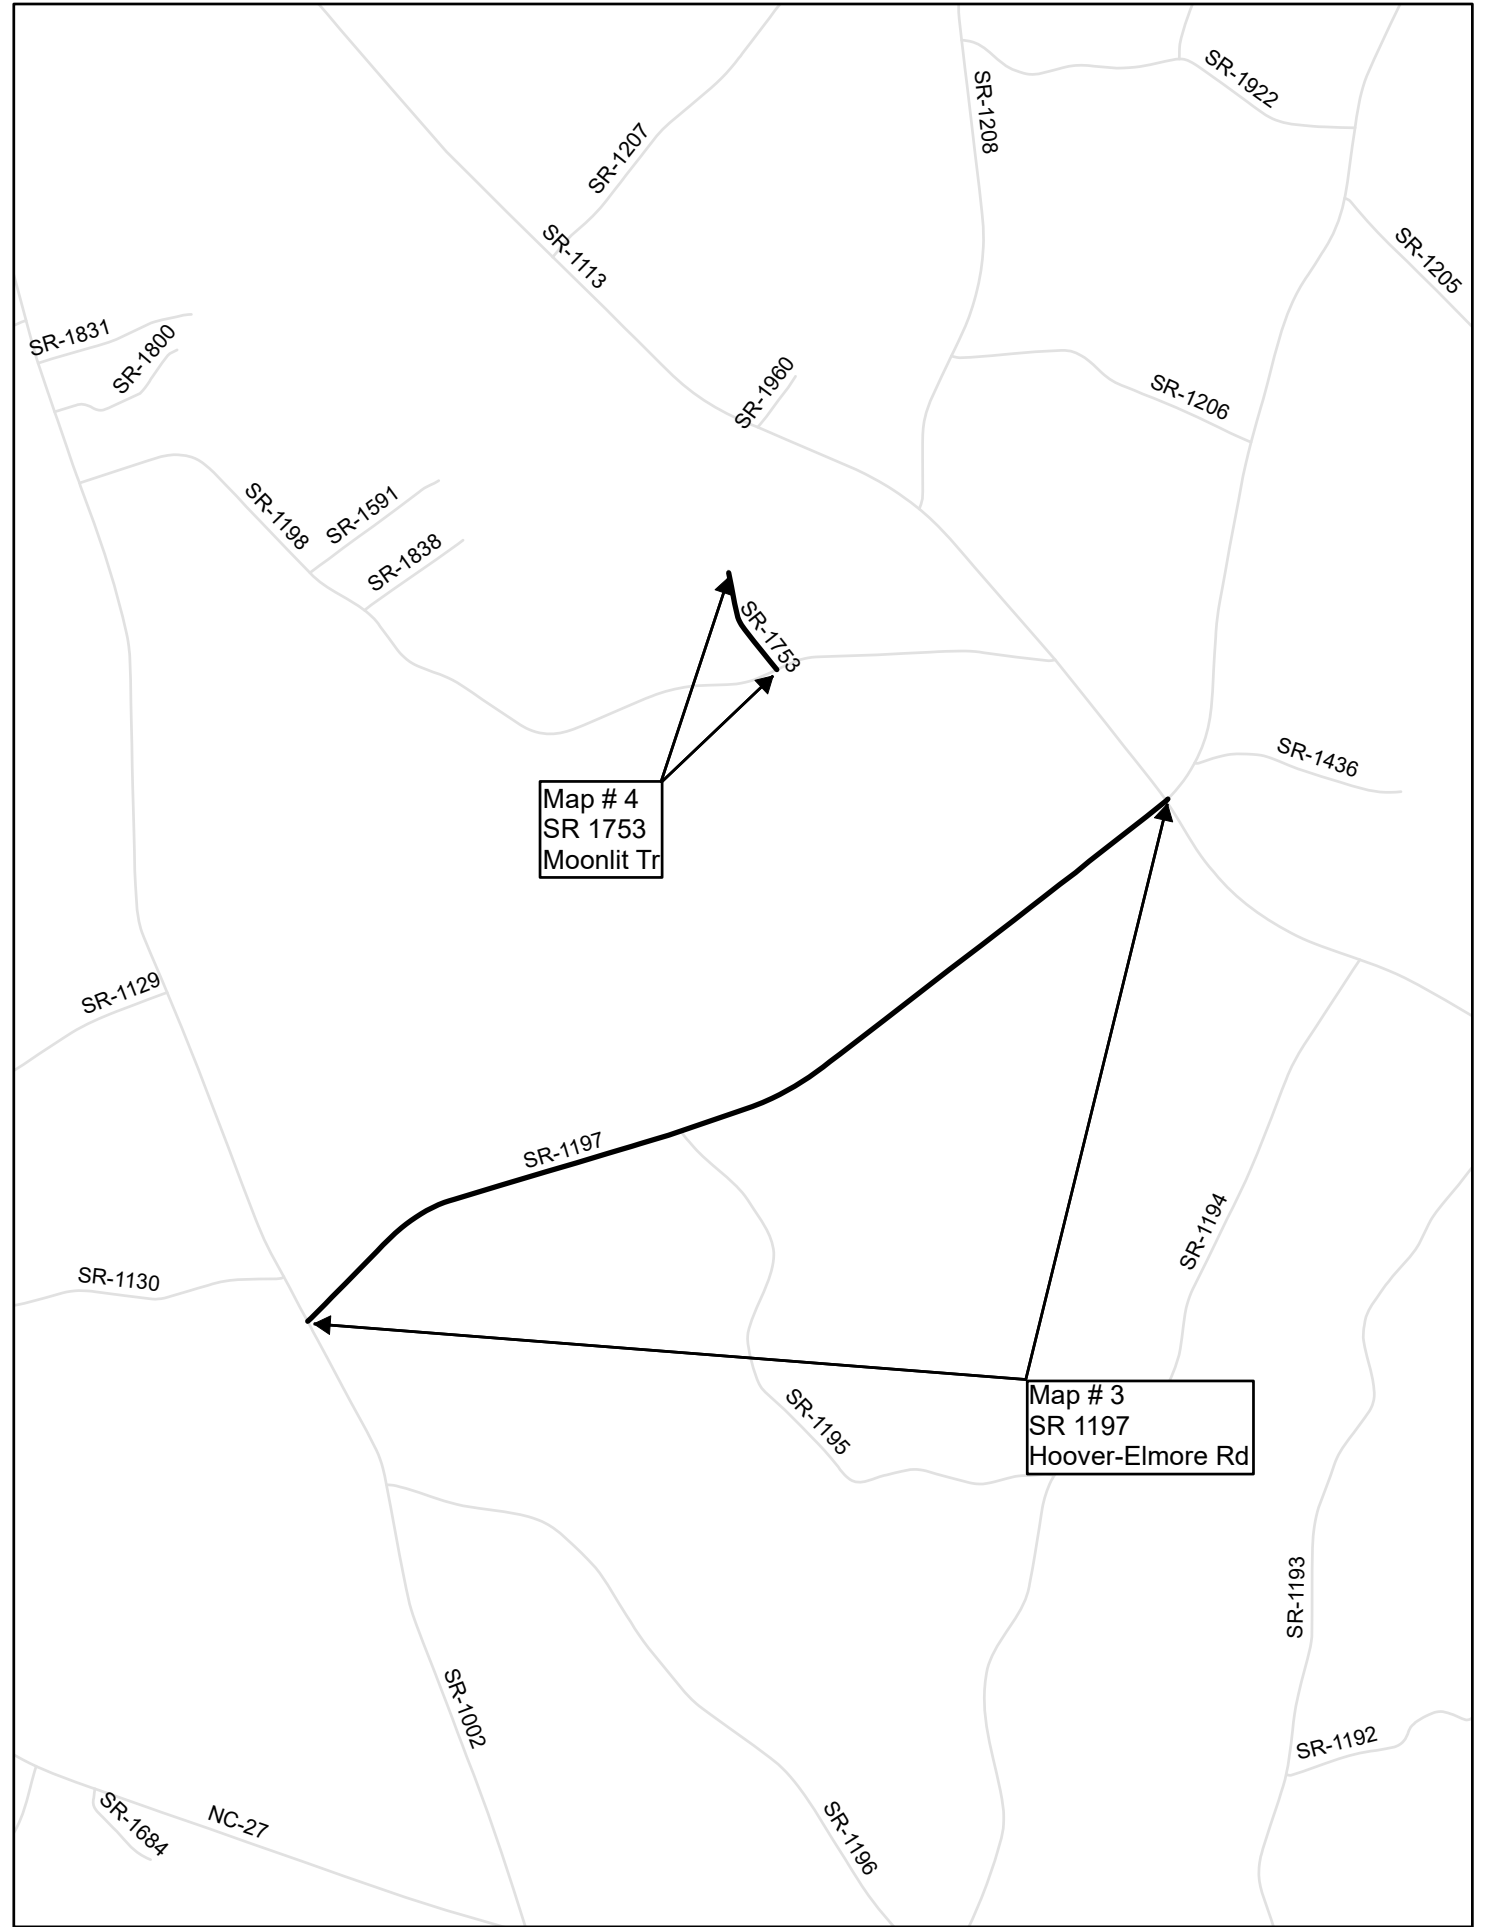 SR-1922
SR-1208
SR-1207
SR-1113
SR-1205
SR-1831
SR-1800
SR-1960
SR-1206
SR-1198
SR-1591
SR-1838
SR-1753
SR-1436
Map # 4
SR 1753
Moonlit Tr
SR-1129
SR-1197
SR-1194
SR-1130
Map # 3
SR 1197
Hoover-Elmore Rd
SR-1195
SR-1193
SR-1002
SR-1192
SR-1684
NC-27
SR-1196